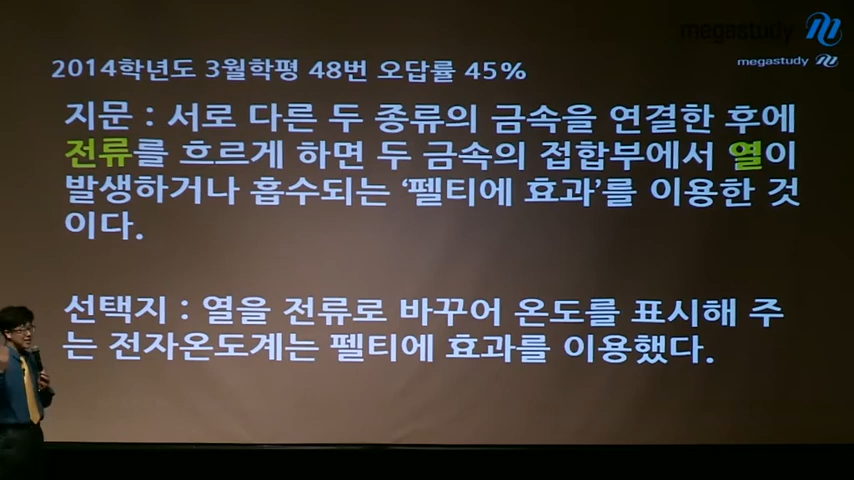 megastudy
megastudy
2014학년도 3월학평 48번 오답률 45%
지문 : 서로 다른 두 종류의 금속을 연결한 후에
전류를 흐르게 하면 두 금속의 접합부에서 열이
발생하거나 흡수되는 ‘펠티에 효과’를 이용한 것
이다.
선택지 : 열을 전류로 바꾸어 온도를 표시해 주
는 전자온도계는 펠티에 효과를 이용했다.